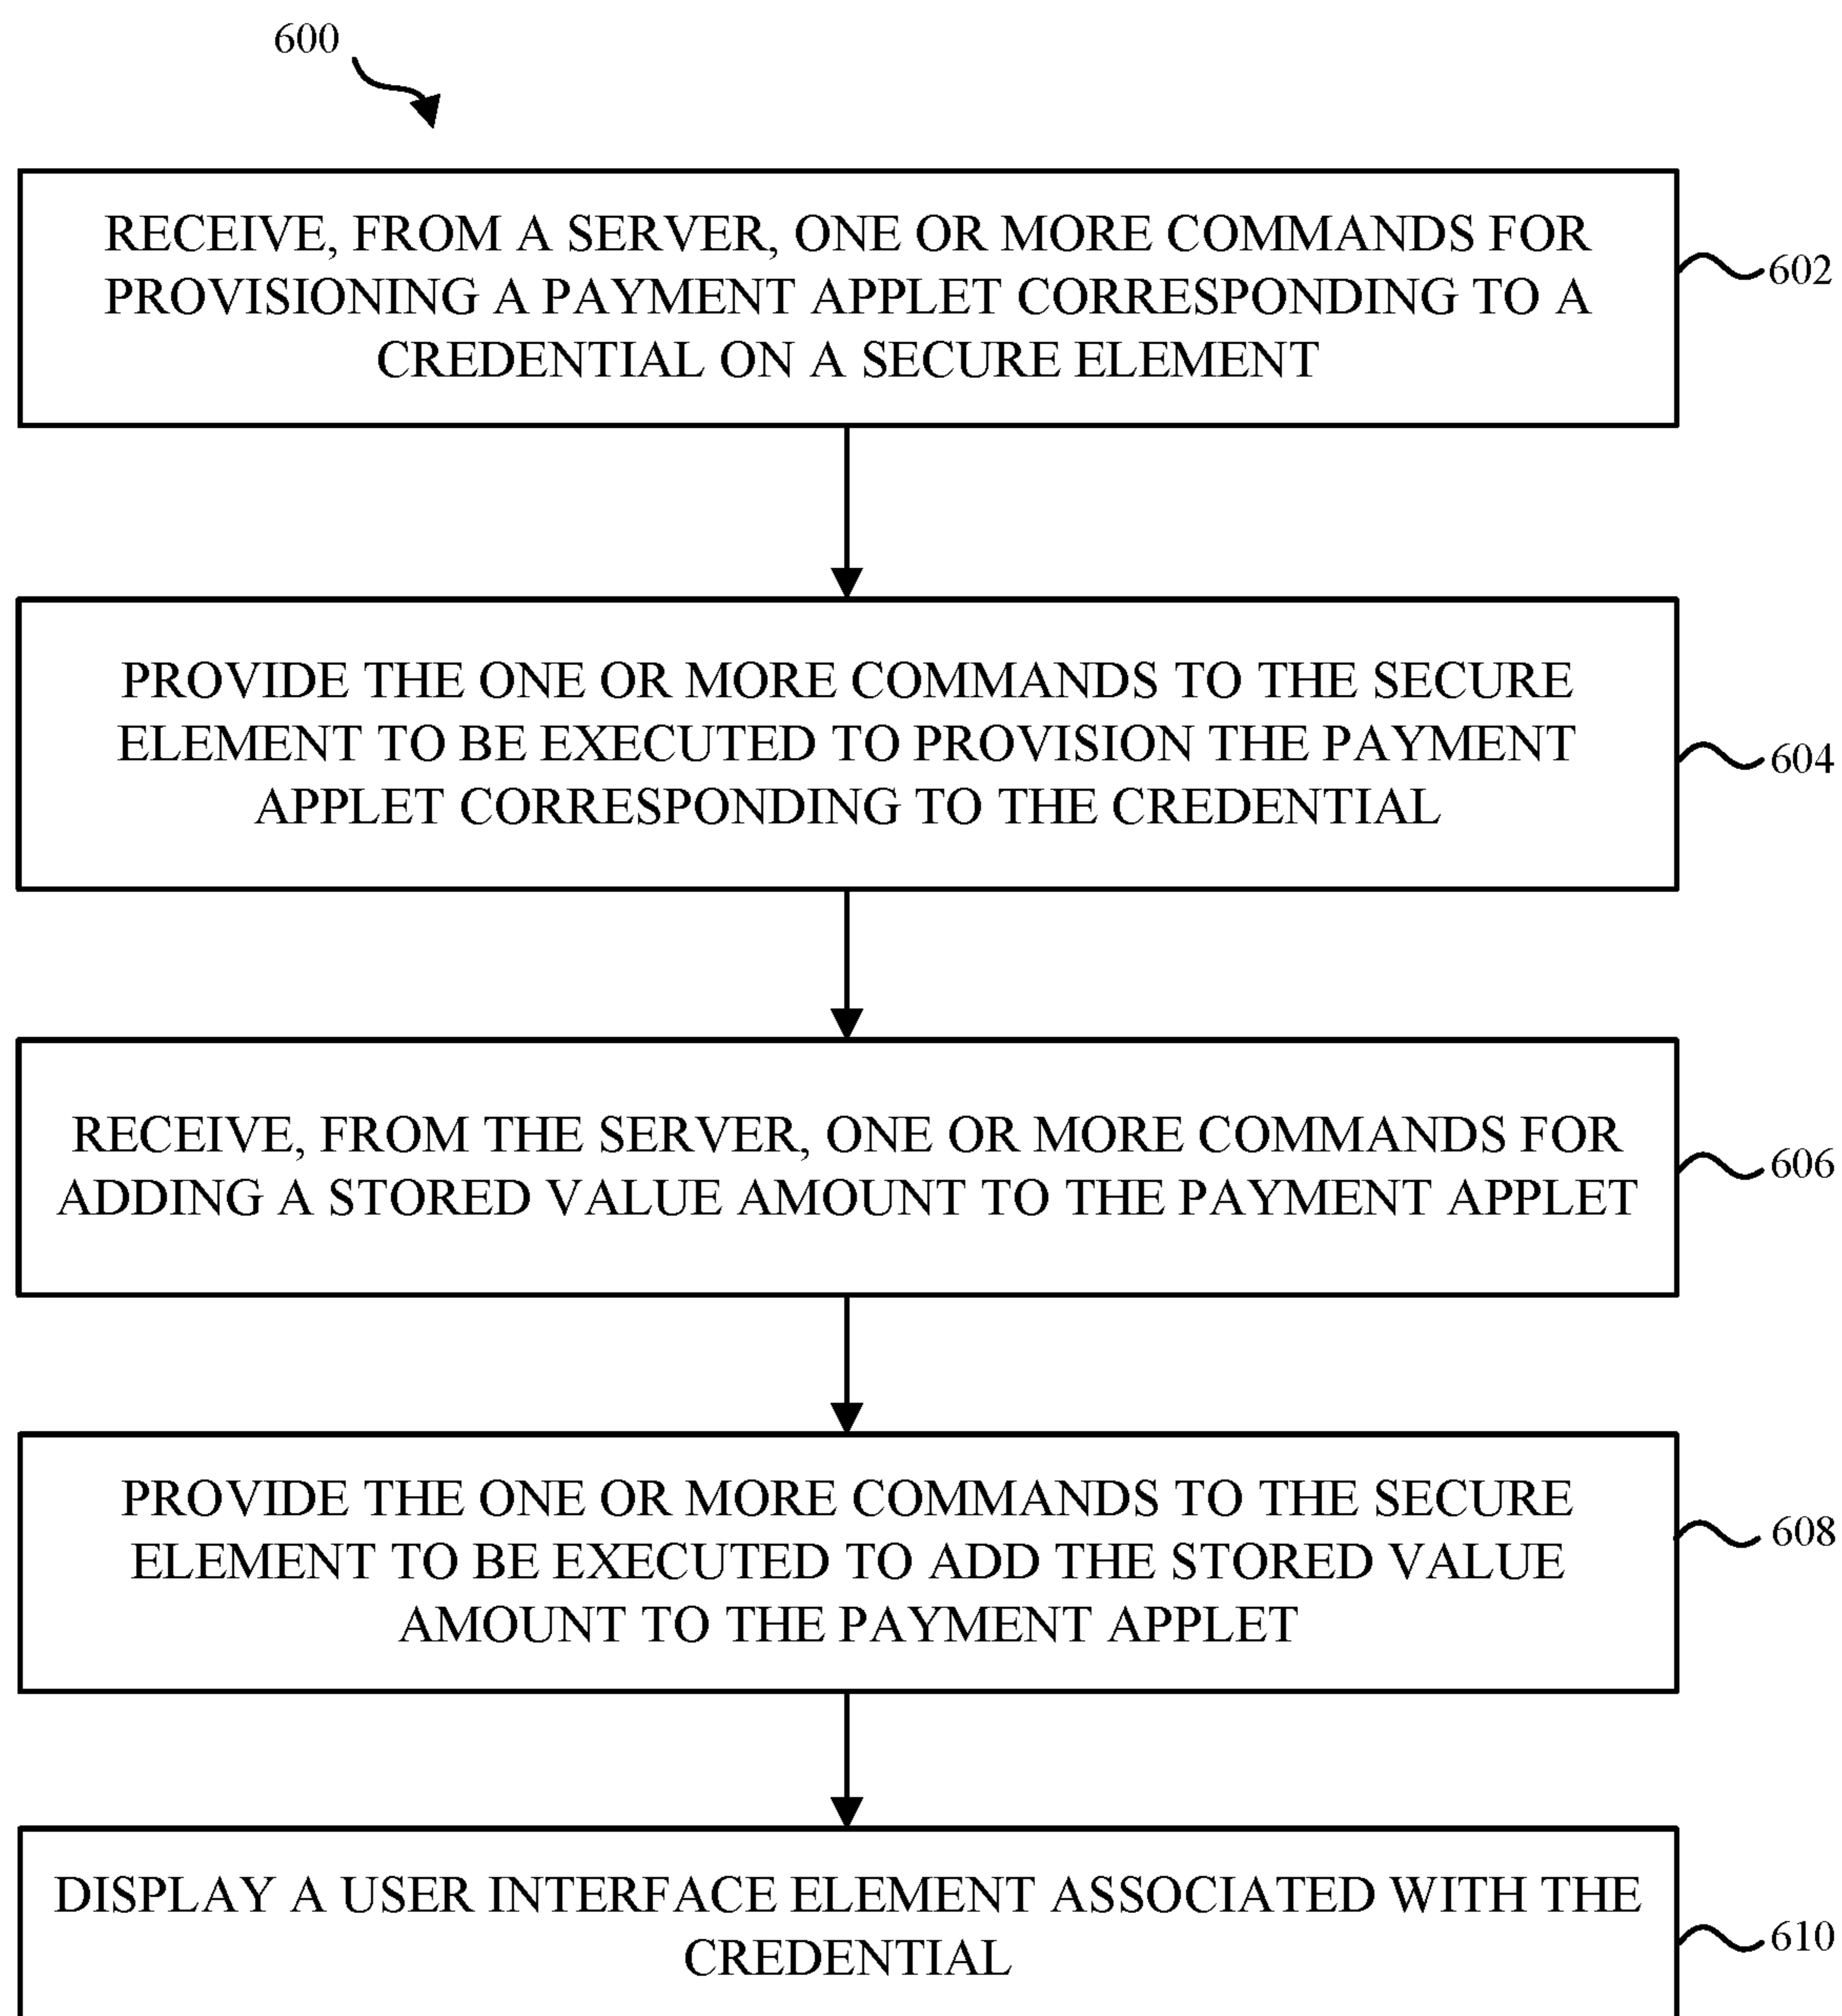 600
RECEIVE, FROM A SERVER, ONE OR MORE COMMANDS FOR
PROVISIONING A PAYMENT APPLET CORRESPONDING TO A
CREDENTIAL ON A SECURE ELEMENT
602
PROVIDE THE ONE OR MORE COMMANDS TO THE SECURE
ELEMENT TO BE EXECUTED TO PROVISION THE PAYMENT
APPLET CORRESPONDING TO THE CREDENTIAL
604
RECEIVE, FROM THE SERVER, ONE OR MORE COMMANDS FOR
ADDING A STORED VALUE AMOUNT TO THE PAYMENT APPLET
606
PROVIDE THE ONE OR MORE COMMANDS TO THE SECURE
ELEMENT TO BE EXECUTED TO ADD THE STORED VALUE
AMOUNT TO THE PAYMENT APPLET
608
DISPLAY A USER INTERFACE ELEMENT ASSOCIATED WITH THE
CREDENTIAL
610